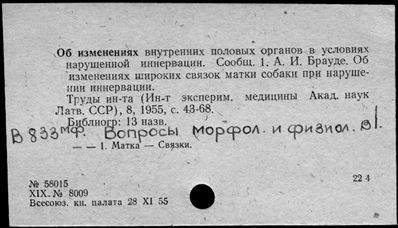 Об изменениях внутренних половых органов в условиях
нарушенной иннервации. Сообщ. 1. А. И. Брауде. Об
изменениях широких связок матки собаки при наруше-
нии иннервации.
Труды ин-та (Ин-т эксперим. медицины Акад. наук
Латв. ССР), 8, 1955, с. 43-68.
Библиогр: 13 назв.
В 833мф. Вопросы морфол. и физиол. в1.
— — 1. Матка — Связки.
№ 58015
22 4
XIX. № 8009
Всесоюз. кн. палата 28 XI 55